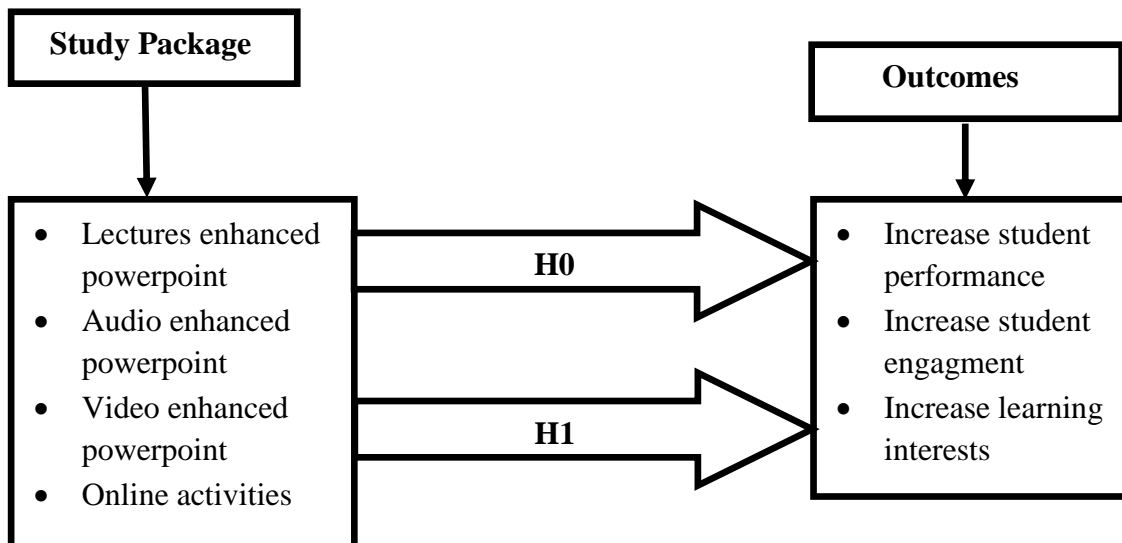 Study Package
Outcomes
• Lectures enhanced
powerpoint
• Audio enhanced
powerpoint
• Video enhanced
powerpoint
• Online activities
H0
H1
• Increase student
performance
• Increase student
engagment
• Increase learning
interests